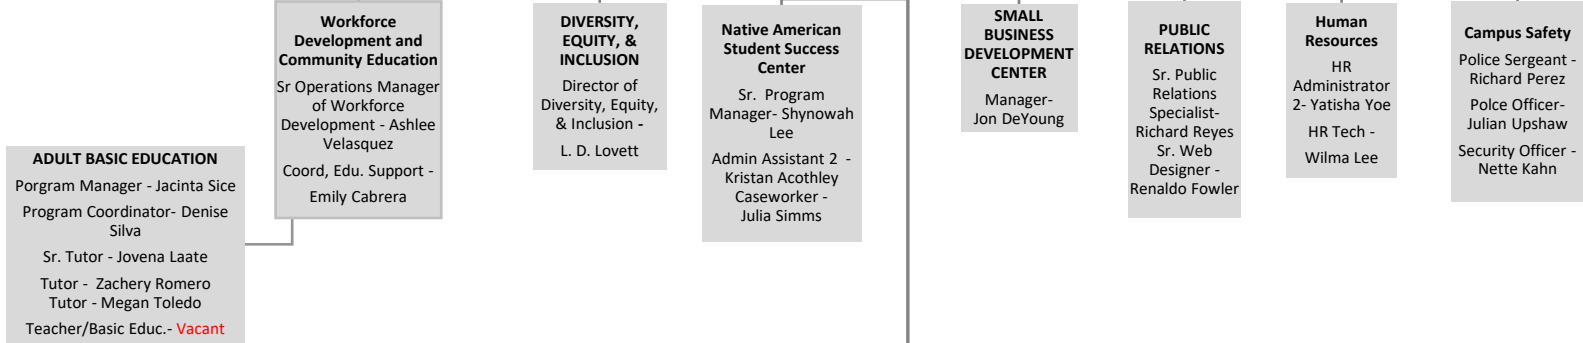 Workforce
Development and
Community Education
Sr Operations Manager
of Workforce
Development - Ashlee
Velasquez
Coord, Edu. Support -
Emily Cabrera
ADULT BASIC EDUCATION
Porgram Manager - Jacinta Sice
Program Coordinator- Denise
Silva
Sr. Tutor - Jovena Laate
Tutor - Zachery Romero
Tutor - Megan Toledo
Teacher/Basic Educ.- Vacant
DIVERSITY,
EQUITY, &
INCLUSION
Director of
Diversity, Equity,
& Inclusion -
L. D. Lovett
Native American
Student Success
Center
Sr. Program
Manager- Shynowah
Lee
Admin Assistant 2 -
Kristan Acothley
Caseworker -
Julia Simms
SMALL
BUSINESS
DEVELOPMENT
CENTER
Manager-
Jon DeYoung
PUBLIC
RELATIONS
Sr. Public
Relations
Specialist-
Richard Reyes
Sr. Web
Designer -
Renaldo Fowler
Human
Resources
HR
Administrator
2- Yatisha Yoe
HR Tech -
Wilma Lee
Campus Safety
Police Sergeant -
Richard Perez
Polce Officer-
Julian Upshaw
Security Officer -
Nette Kahn